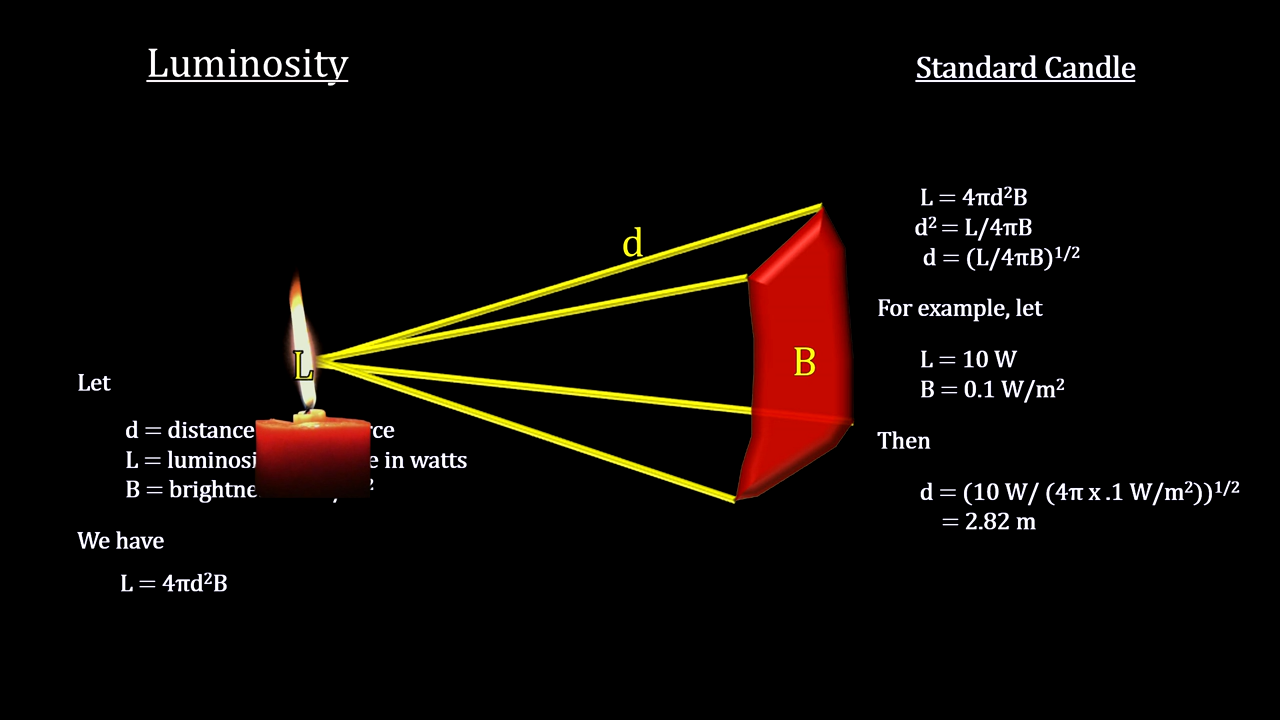 Luminosity
Let
d = distance
L = luminosi e in watts
B = brightne
We have
L = 4πd²B
L
d
B
Standard Candle
L = 4πd²B
d² = L/4πB
d = (L/4πB)¹/²
For example, let
L = 10 W
B = 0.1 W/m²
Then
d = (10 W/ (4π x .1 W/m²))¹/²
= 2.82 m